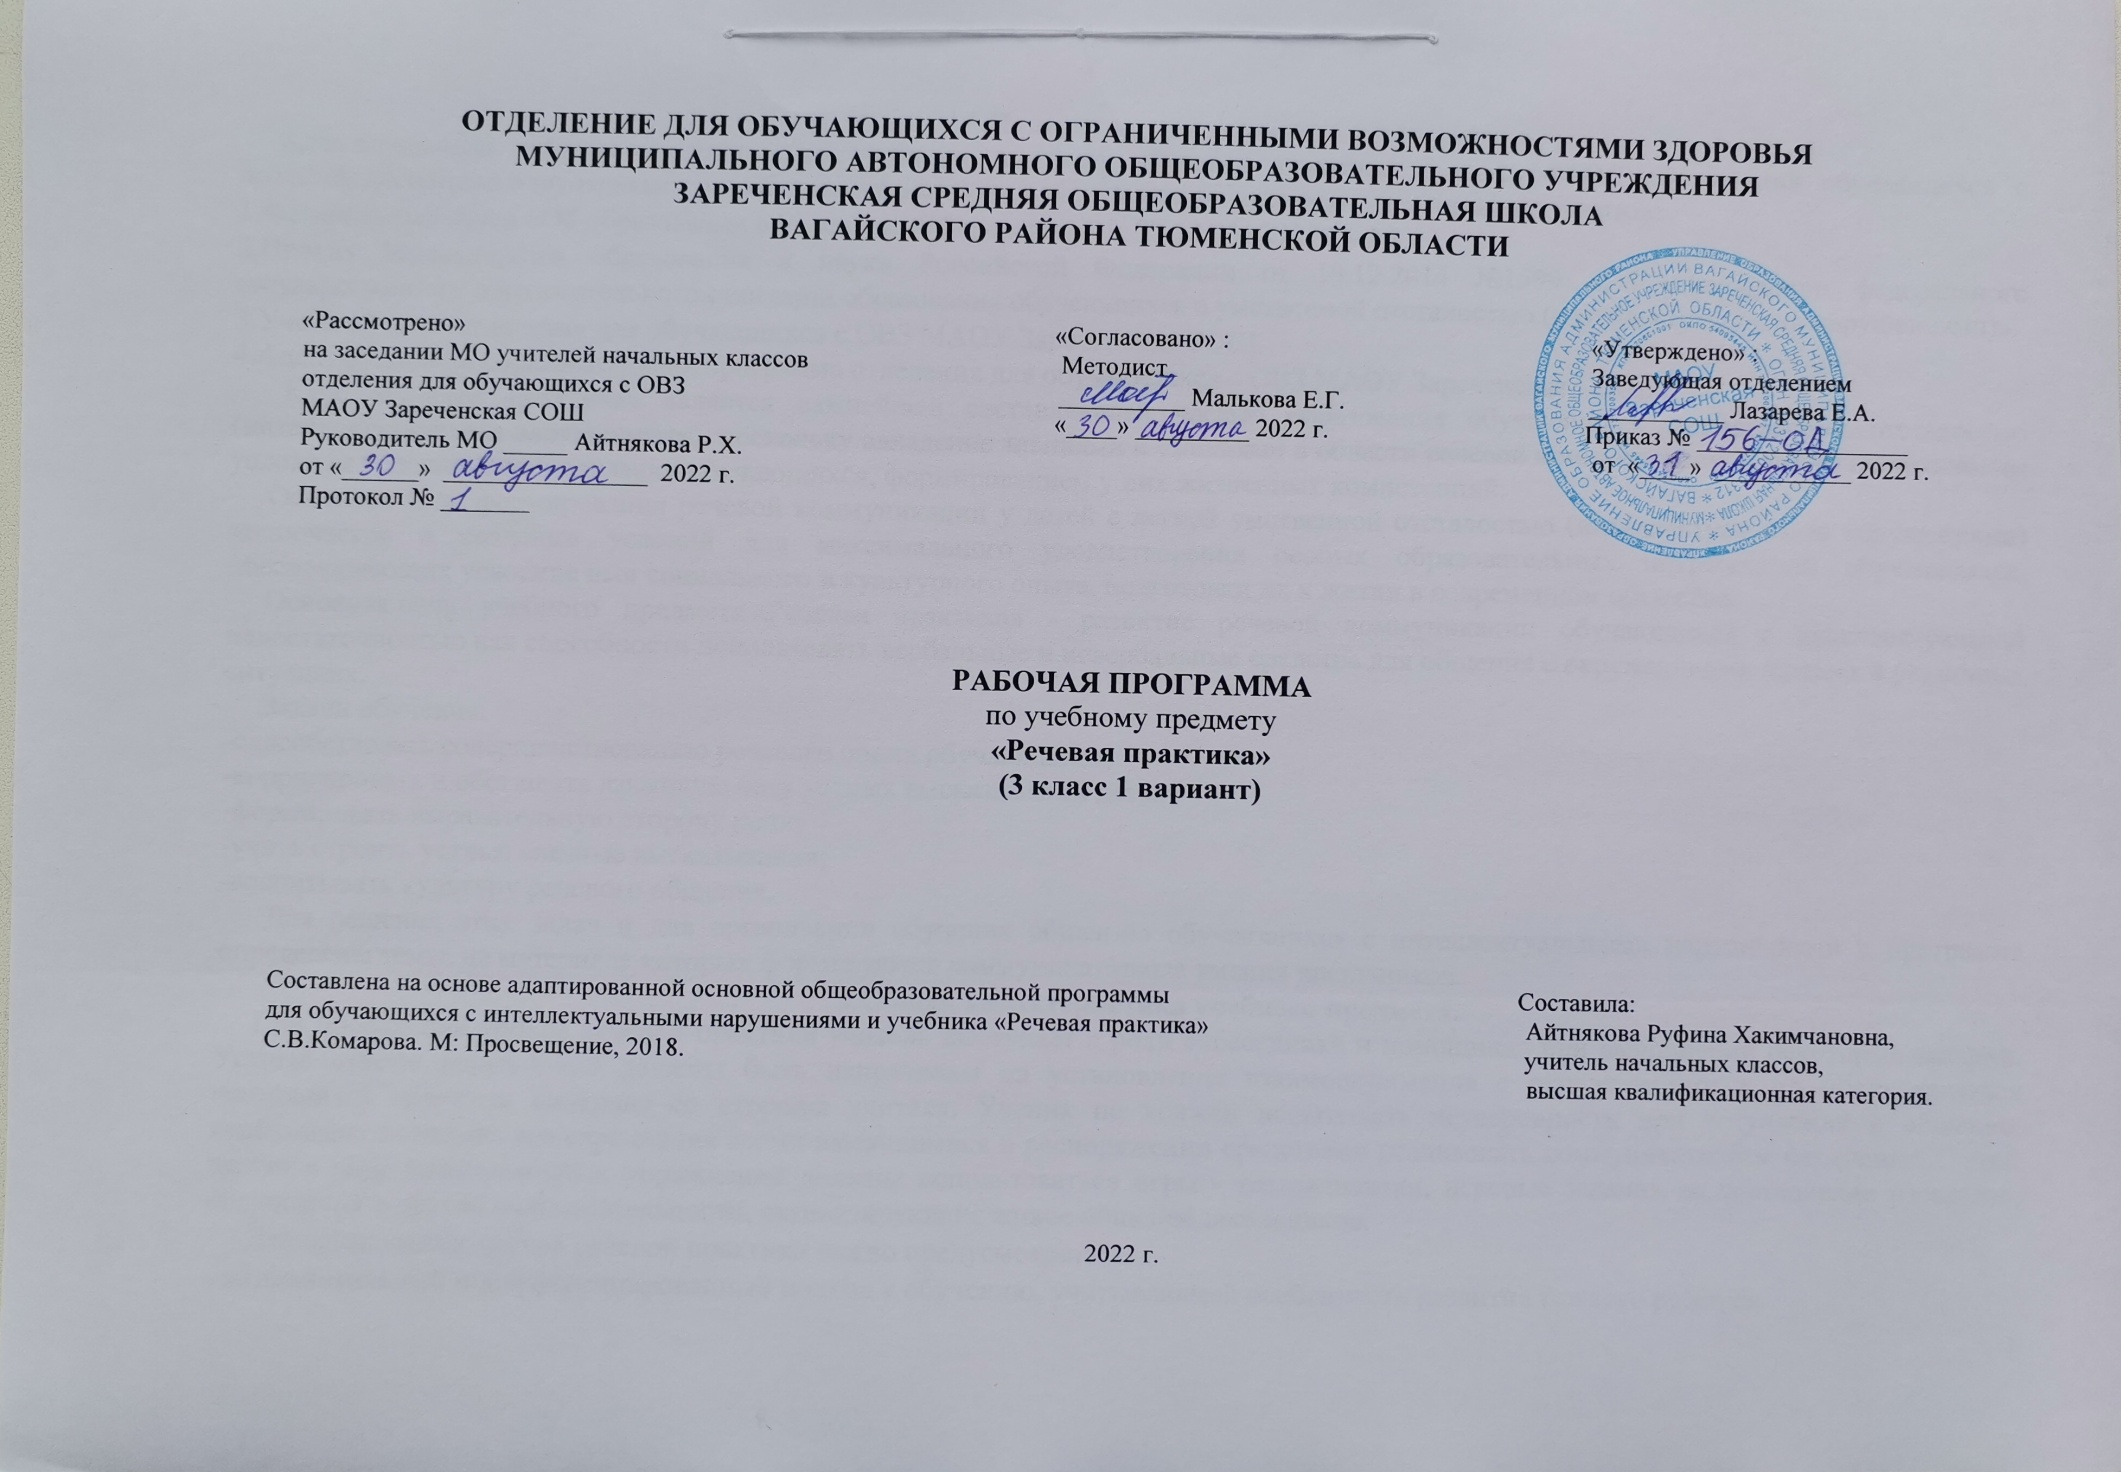 ОТДЕЛЕНИЕ ДЛЯ ОБУЧАЮЩИХСЯ С ОГРАНИЧЕННЫМИ ВОЗМОЖНОСТЯМИ ЗДОРОВЬЯ
МУНИЦИПАЛЬНОГО АВТОНОМНОГО ОБЩЕОБРАЗОВАТЕЛЬНОГО УЧРЕЖДЕНИЯ
ЗАРЕЧЕНСКАЯ СРЕДНЯЯ ОБЩЕОБРАЗОВАТЕЛЬНАЯ ШКОЛА
ВАГАЙСКОГО РАЙОНА ТЮМЕНСКОЙ ОБЛАСТИ
«Рассмотрено»
на заседании МО учителей начальных классов
отделения для обучающихся с ОВЗ
МАОУ Зареченская СОШ
Руководитель МО _____ Айтнякова Р.Х.
от «30» августа 2022 г.
Протокол № 1
«Согласовано» :
Методист
Малькова Е.Г.
«30» августа 2022 г.
«Утверждено» :
Заведующая отделением
Лазарева Е.А.
Приказ № 156-ОД
от «31» августа 2022 г.
МАОУ
Зареченская
СОШ
РАБОЧАЯ ПРОГРАММА
по учебному предмету
«Речевая практика»
(3 класс 1 вариант)
Составлена на основе адаптированной основной общеобразовательной программы
для обучающихся с интеллектуальными нарушениями и учебника «Речевая практика»
С.В.Комарова. М: Просвещение, 2018.
Составила:
Айтнякова Руфина Хакимчановна,
учитель начальных классов,
высшая квалификационная категория.
2022 г.